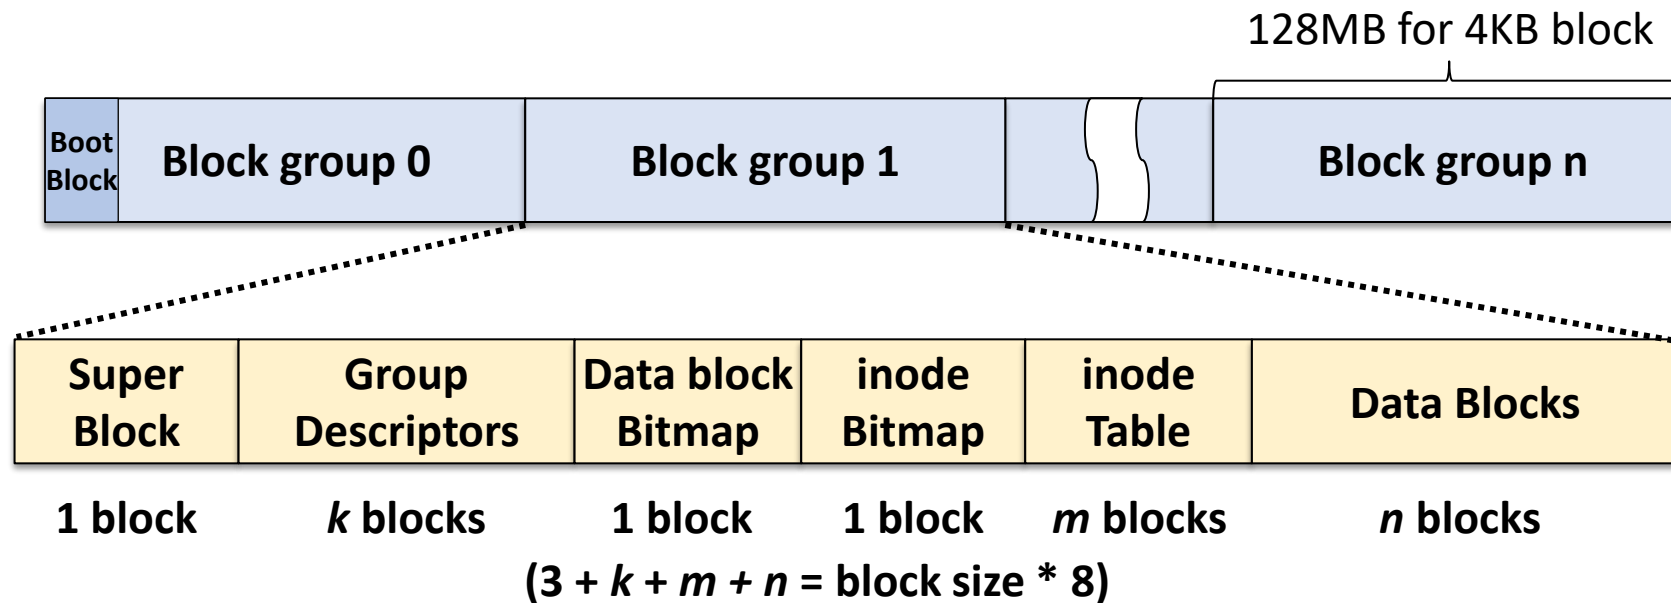 128MB for 4KB block
Boot
Block
Block group 0
Block group 1
Block group n
Super
Block
Group
Descriptors
Data block
Bitmap
inode
Bitmap
inode
Table
Data Blocks
1 block
k blocks
1 block
1 block
m blocks
n blocks
(3 + k + m + n = block size * 8)